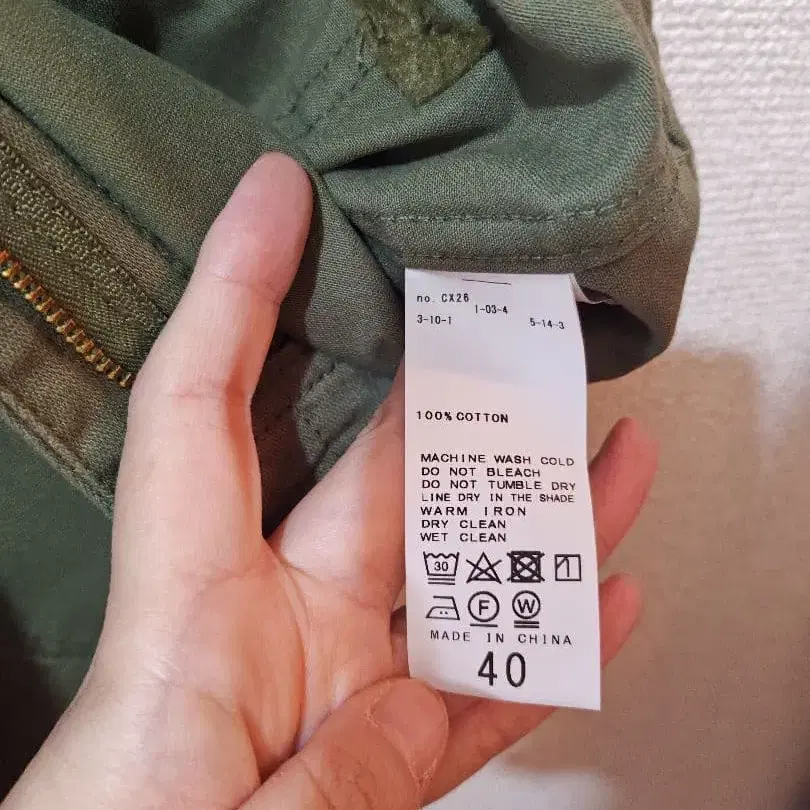 no. CX26
1-03-4
3-10-1
5-14-3
100% COTTON
MACHINE WASH COLD
DO NOT BLEACH
DO NOT TUMBLE DRY
LINE DRY IN THE SHADE
WARM IRON
DRY CLEAN
WET CLEAN
30
F W
MADE IN CHINA
40